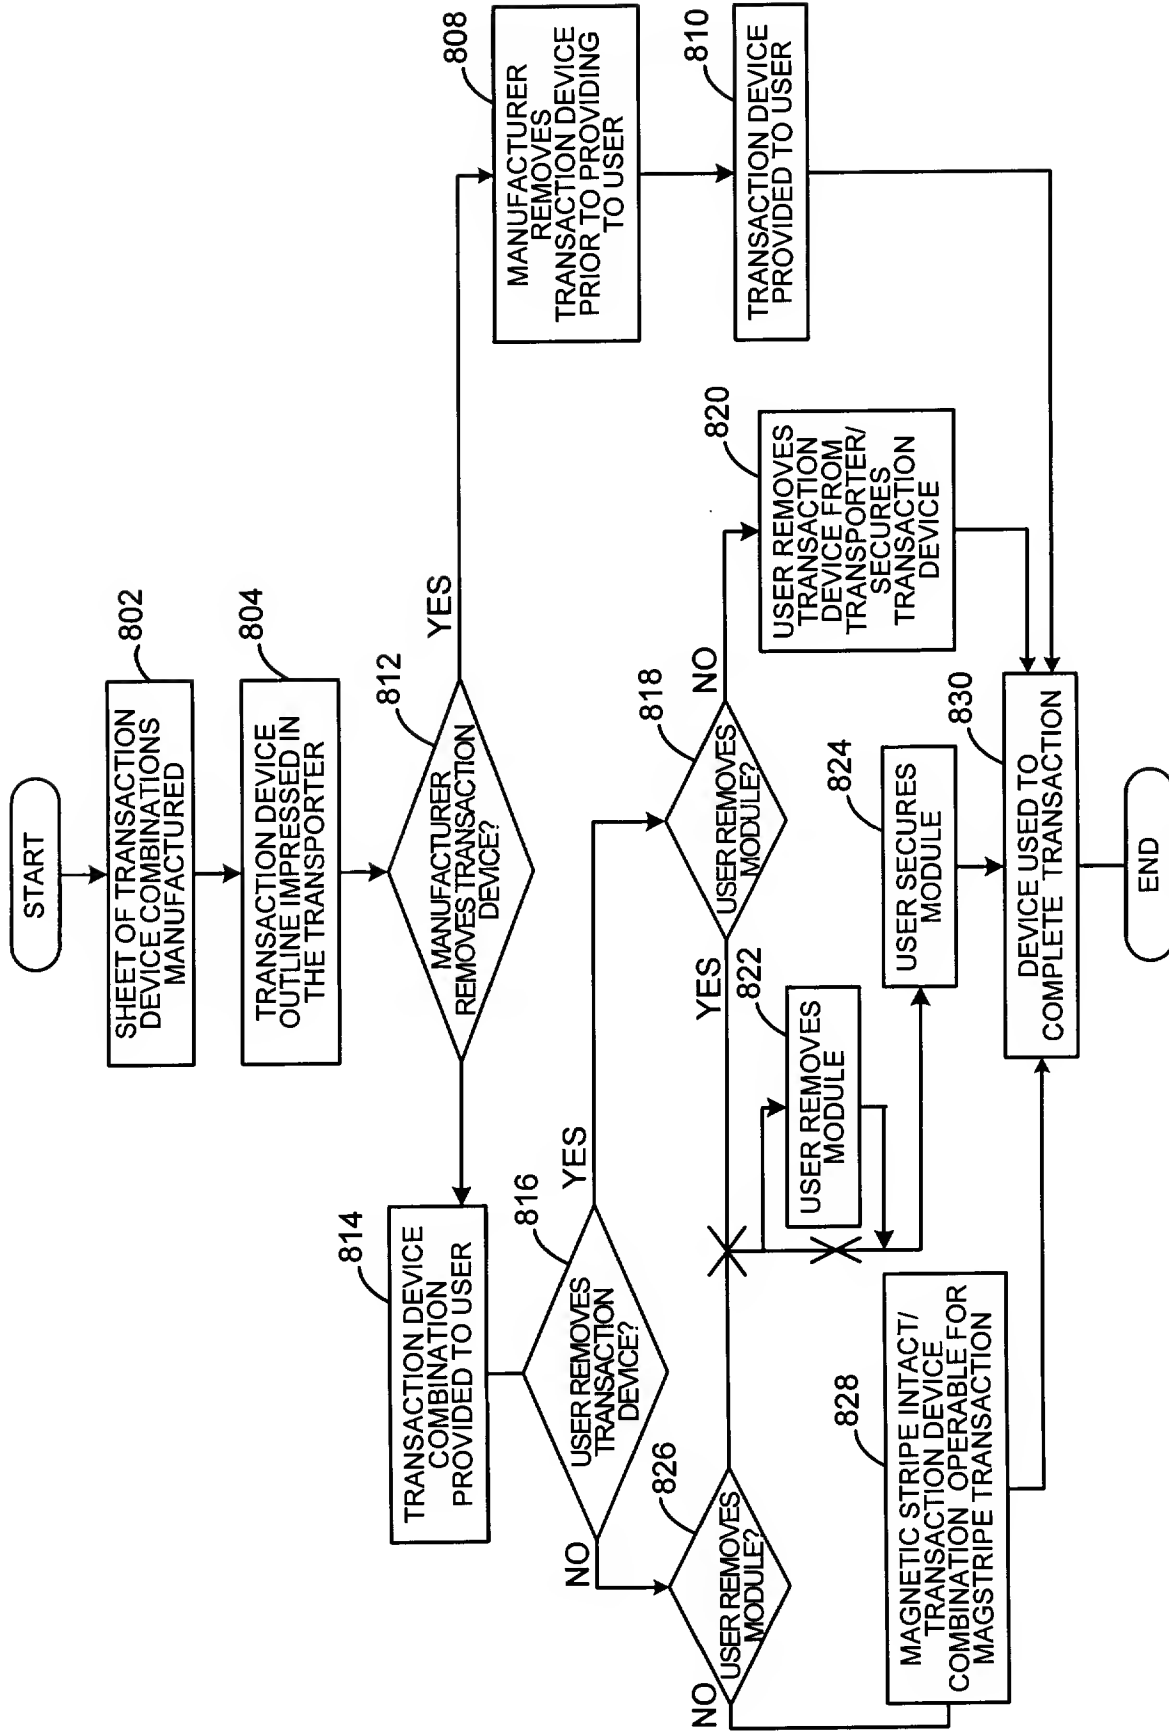 START
SHEET OF TRANSACTION
DEVICE COMBINATIONS
MANUFACTURED
802
TRANSACTION DEVICE
OUTLINE IMPRESSED IN
THE TRANSPORTER
804
MANUFACTURER
REMOVES TRANSACTION
DEVICE?
812
YES
MANUFACTURER
REMOVES
TRANSACTION DEVICE
PRIOR TO PROVIDING
TO USER
808
TRANSACTION DEVICE
PROVIDED TO USER
810
TRANSACTION DEVICE
COMBINATION
PROVIDED TO USER
814
USER REMOVES
TRANSACTION
DEVICE?
816
YES
NO
USER REMOVES
MODULE?
818
NO
YES
USER REMOVES
TRANSACTION
DEVICE FROM
TRANSPORTER/
SECURES
TRANSACTION
DEVICE
820
USER REMOVES
MODULE?
826
NO
USER REMOVES
MODULE
822
USER SECURES
MODULE
824
MAGNETIC STRIPE INTACT/
TRANSACTION DEVICE
COMBINATION OPERABLE FOR
MAGSTRIPE TRANSACTION
828
DEVICE USED TO
COMPLETE TRANSACTION
830
END